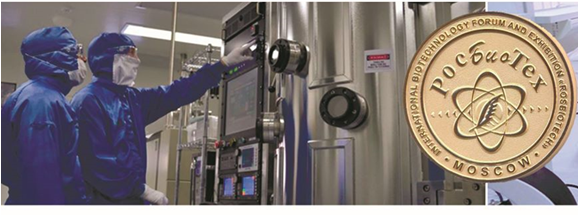 INTERNATIONAL BIOTECHNOLOGY FORUM AND EXHIBITION «ROSBIOTECH»
РосбиоТех
• MOSCOW •